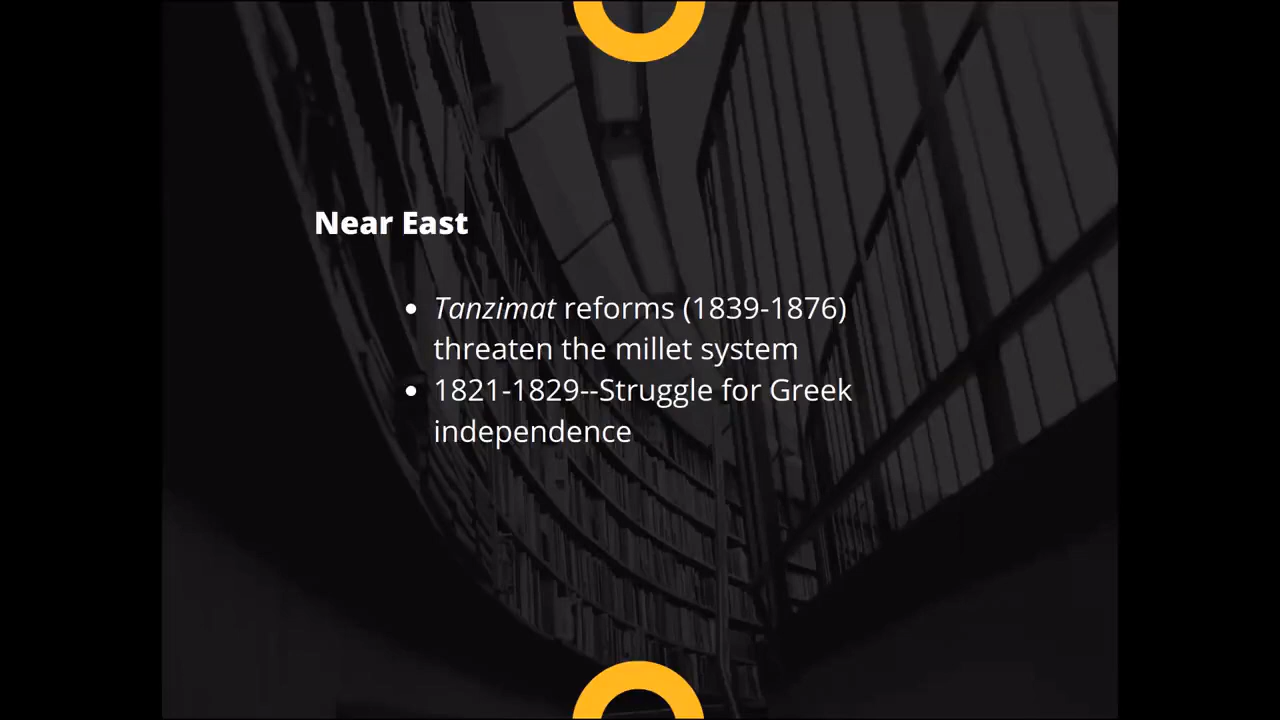 Near East
• Tanzimat reforms (1839-1876)
threaten the millet system
• 1821-1829--Struggle for Greek
independence